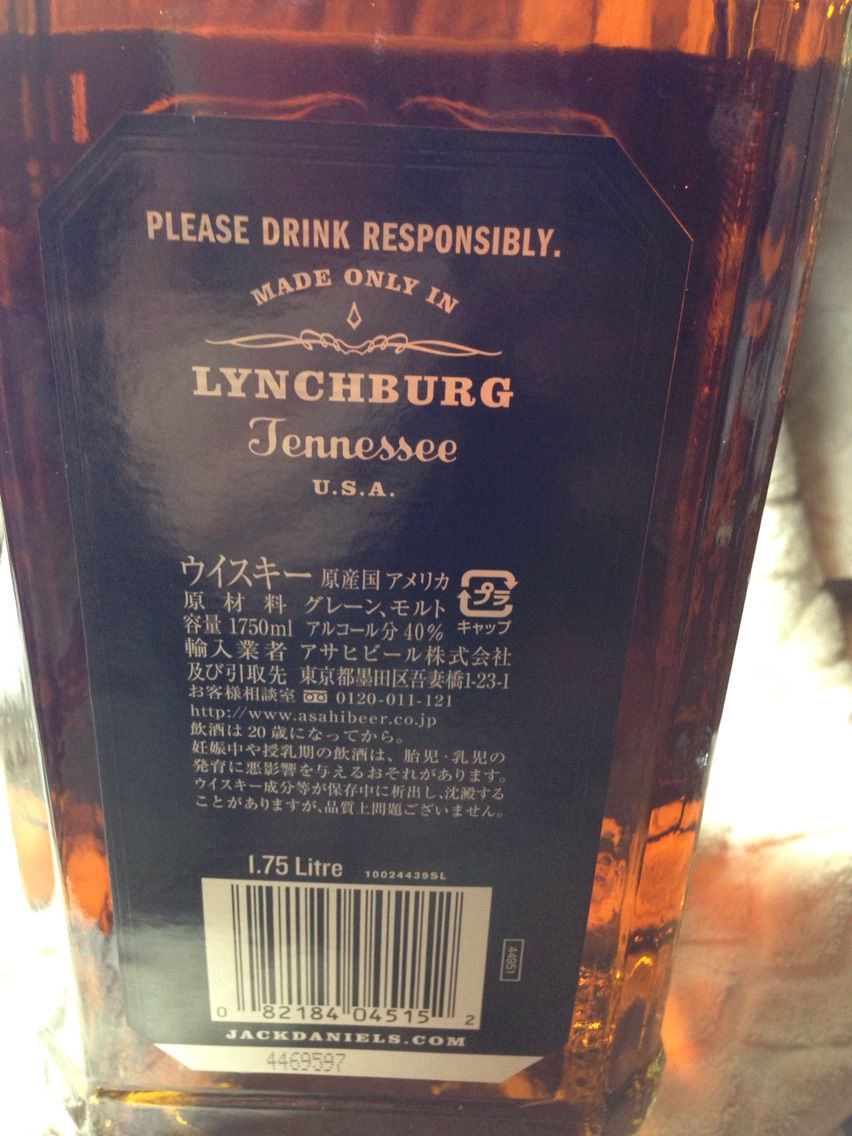 PLEASE DRINK RESPONSIBLY.
MADE ONLY IN
LYNCHBURG
Tennessee
U.S.A.
ウイスキー 原産国 アメリカ
原材料 グレーン、モルト
プラ
キャップ
容量 1750ml アルコール分 40%
輸入業者 アサヒビール株式会社
及び引取先 東京都墨田区吾妻橋1-23-1
お客様相談室 0120-011-121
http://www.asahibeer.co.jp
飲酒は20歳になってから。
妊娠中や授乳期の飲酒は、胎児・乳児の
発育に悪影響を与えるおそれがあります。
ウイスキー成分等が保存中に析出し、沈澱する
ことがありますが、品質上問題ございません。
1.75 Litre 10024439SL
44951
0 82184 04515 2
JACKDANIELS.COM
4469597